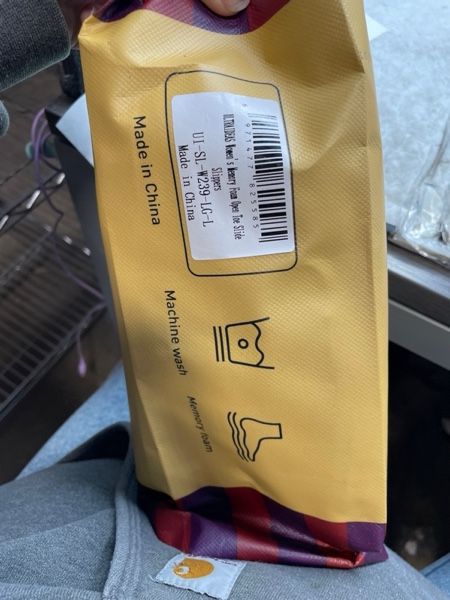 ULTRAIDEAS Women's Memory Foam Open Toe Slide
Slippers
UI-SL-W239-LG-L
Made in China
Made in China
Machine wash
Memory foam